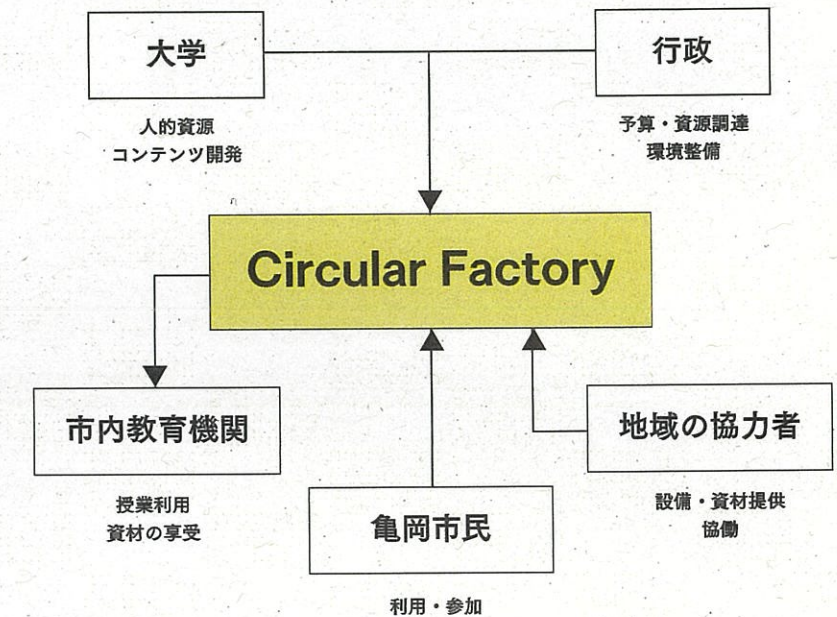 大学
行政
人的資源
コンテンツ開発
予算・資源調達
環境整備
Circular Factory
市内教育機関
地域の協力者
授業利用
資材の享受
亀岡市民
設備・資材提供
協働
利用・参加